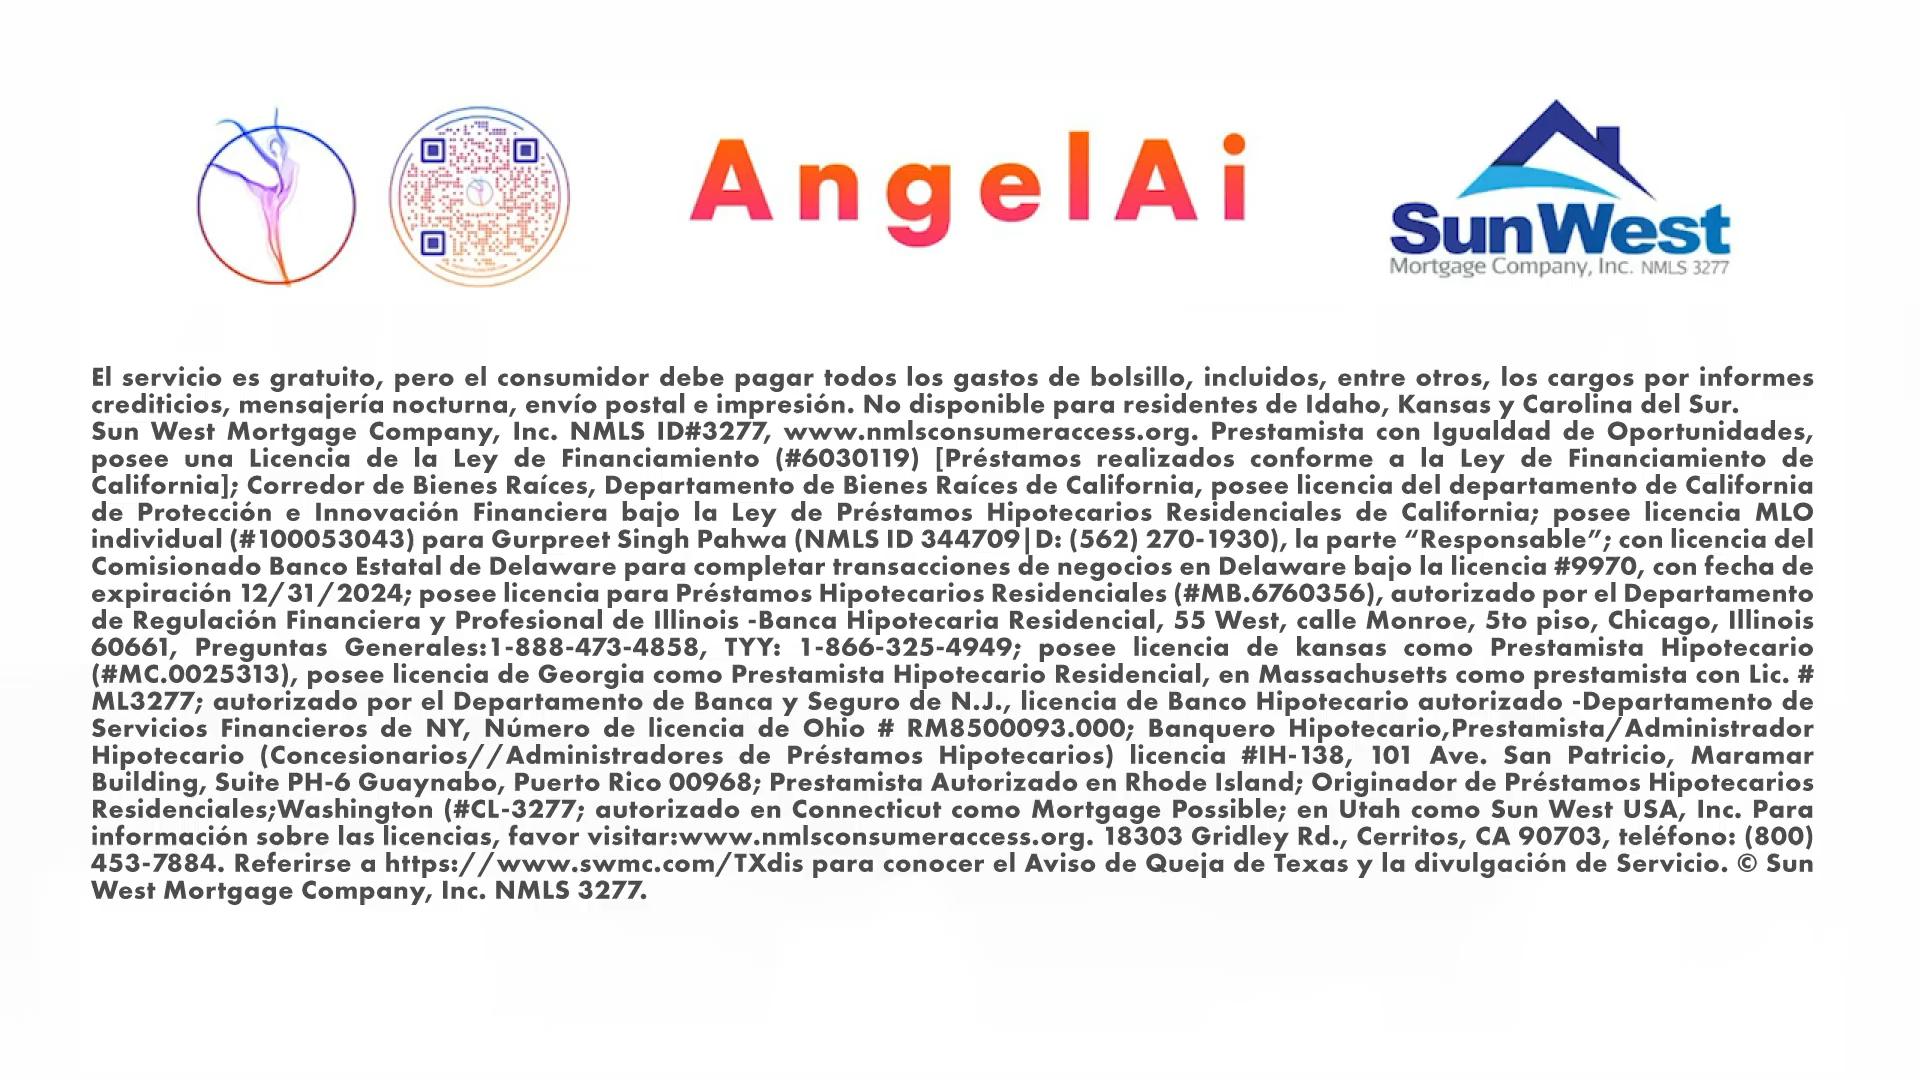 AngelAi
SunWest
Mortgage Company, Inc. NMLS 3277
El servicio es gratuito, pero el consumidor debe pagar todos los gastos de bolsillo, incluidos, entre otros, los cargos por informes
crediticios, mensajería nocturna, envío postal e impresión. No disponible para residentes de Idaho, Kansas y Carolina del Sur.
Sun West Mortgage Company, Inc. NMLS ID#3277, www.nmlsconsumeraccess.org. Prestamista con Igualdad de Oportunidades,
posee una Licencia de la Ley de Financiamiento (#6030119) [Préstamos realizados conforme a la Ley de Financiamiento de
California]; Corredor de Bienes Raíces, Departamento de Bienes Raíces de California, posee licencia del departamento de California
de Protección e Innovación Financiera bajo la Ley de Préstamos Hipotecarios Residenciales de California; posee licencia MLO
individual (#100053043) para Gurpreet Singh Pahwa (NMLS ID 344709|D: (562) 270-1930), la parte “Responsable”; con licencia del
Comisionado Banco Estatal de Delaware para completar transacciones de negocios en Delaware bajo la licencia #9970, con fecha de
expiración 12/31/2024; posee licencia para Préstamos Hipotecarios Residenciales (#MB.6760356), autorizado por el Departamento
de Regulación Financiera y Profesional de Illinois -Banca Hipotecaria Residencial, 55 West, calle Monroe, 5to piso, Chicago, Illinois
60661, Preguntas Generales:1-888-473-4858, TYY: 1-866-325-4949; posee licencia de kansas como Prestamista Hipotecario
(#MC.0025313), posee licencia de Georgia como Prestamista Hipotecario Residencial, en Massachusetts como prestamista con Lic. #
ML3277; autorizado por el Departamento de Banca y Seguro de N.J., licencia de Banco Hipotecario autorizado -Departamento de
Servicios Financieros de NY, Número de licencia de Ohio # RM8500093.000; Banquero Hipotecario,Prestamista/Administrador
Hipotecario (Concesionarios//Administradores de Préstamos Hipotecarios) licencia #IH-138, 101 Ave. San Patricio, Maramar
Building, Suite PH-6 Guaynabo, Puerto Rico 00968; Prestamista Autorizado en Rhode Island; Originador de Préstamos Hipotecarios
Residenciales;Washington (#CL-3277; autorizado en Connecticut como Mortgage Possible; en Utah como Sun West USA, Inc. Para
información sobre las licencias, favor visitar:www.nmlsconsumeraccess.org. 18303 Gridley Rd., Cerritos, CA 90703, teléfono: (800)
453-7884. Referirse a https://www.swmc.com/TXdis para conocer el Aviso de Queja de Texas y la divulgación de Servicio. © Sun
West Mortgage Company, Inc. NMLS 3277.